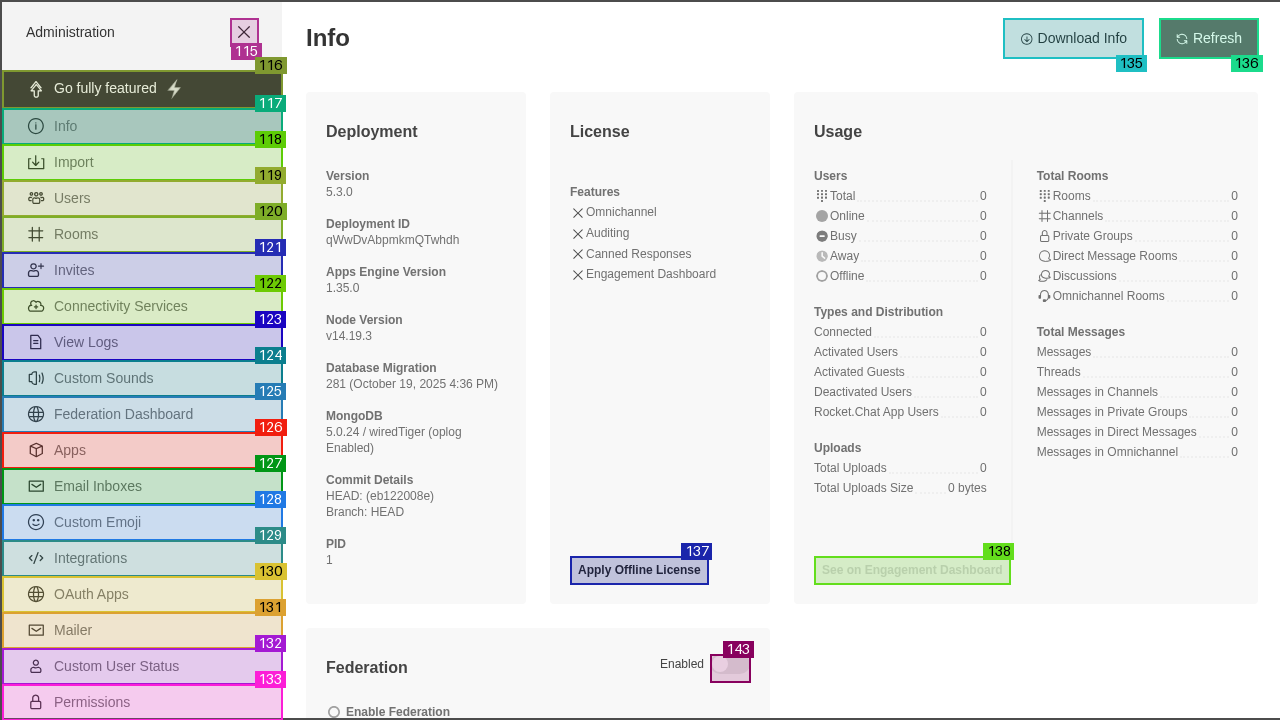 Administration
115
116
Go fully featured
117
Info
118
Import
119
Users
120
Rooms
121
Invites
122
Connectivity Services
123
View Logs
124
Custom Sounds
125
Federation Dashboard
126
Apps
127
Email Inboxes
128
Custom Emoji
129
Integrations
130
OAuth Apps
131
Mailer
132
Custom User Status
133
Permissions
Info
Download Info
135
Refresh
136
Deployment
Version
5.3.0
Deployment ID
qWwDvAbpmkmQTwhdh
Apps Engine Version
1.35.0
Node Version
v14.19.3
Database Migration
281 (October 19, 2025 4:36 PM)
MongoDB
5.0.24 / wiredTiger (oplog
Enabled)
Commit Details
HEAD: (eb122008e)
Branch: HEAD
PID
1
License
Features
Omnichannel
Auditing
Canned Responses
Engagement Dashboard
137
Apply Offline License
Usage
Users
Total 0
Online 0
Busy 0
Away 0
Offline 0
Types and Distribution
Connected 0
Activated Users 0
Activated Guests 0
Deactivated Users 0
Rocket.Chat App Users 0
Uploads
Total Uploads 0
Total Uploads Size 0 bytes
138
See on Engagement Dashboard
Total Rooms
Rooms 0
Channels 0
Private Groups 0
Direct Message Rooms 0
Discussions 0
Omnichannel Rooms 0
Total Messages
Messages 0
Threads 0
Messages in Channels 0
Messages in Private Groups 0
Messages in Direct Messages 0
Messages in Omnichannel 0
Federation
Enabled
143
Enable Federation